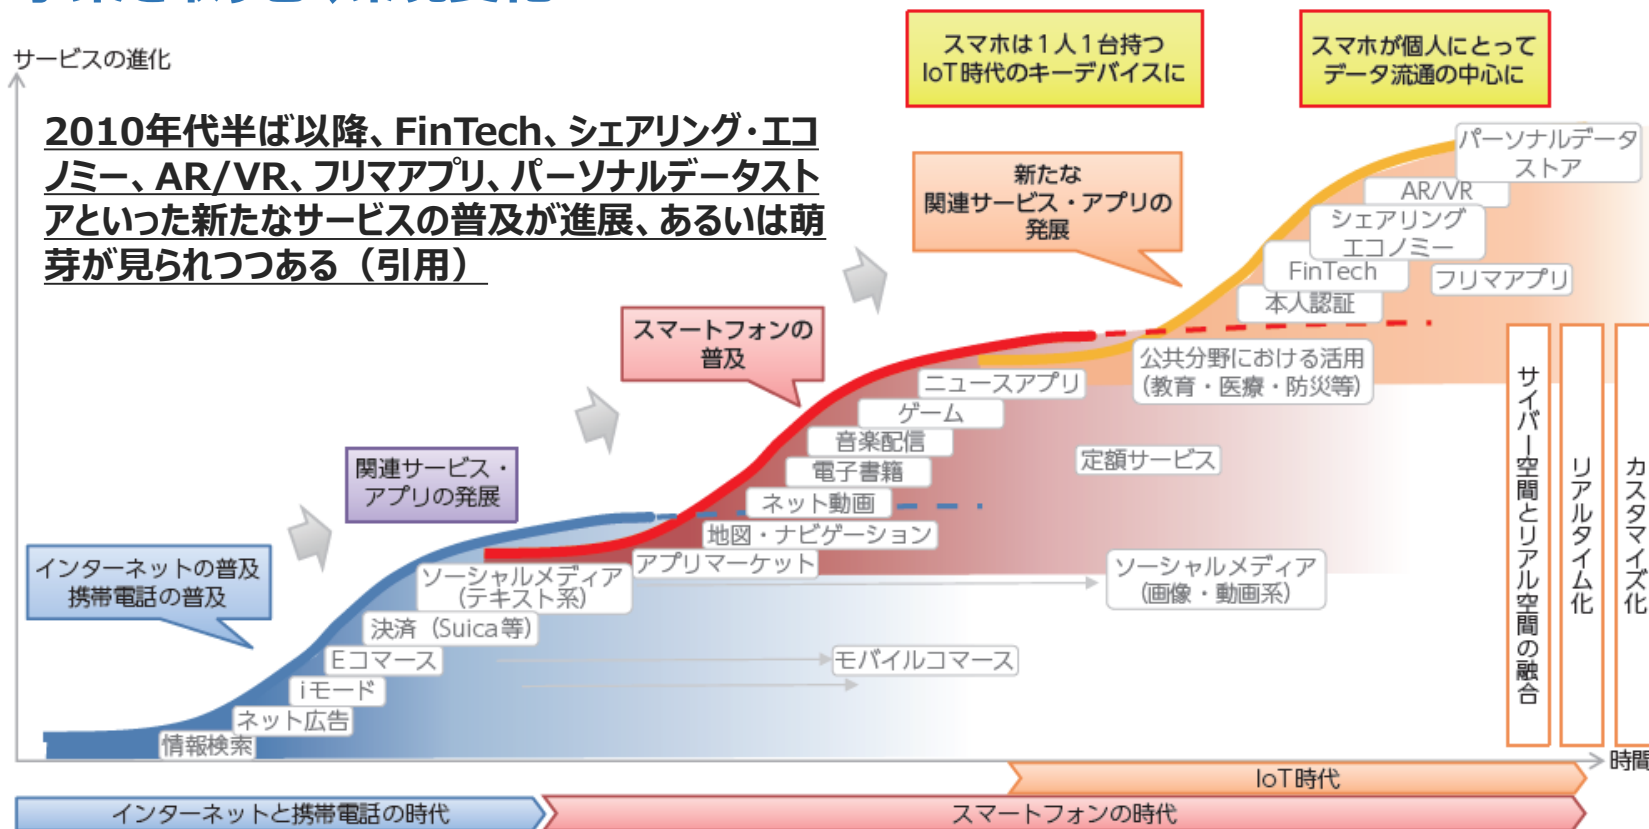 サービスの進化
スマホは１人１台持つ
IoT時代のキーデバイスに
スマホが個人にとって
データ流通の中心に
2010年代半ば以降、FinTech、シェアリング・エコ
ノミー、AR/VR、フリマアプリ、パーソナルデータスト
アといった新たなサービスの普及が進展、あるいは萌
芽が見られつつある（引用）
新たな
関連サービス・アプリの
発展
パーソナルデータ
ストア
AR/VR
シェアリング
エコノミー
FinTech
フリマアプリ
本人認証
スマートフォンの
普及
公共分野における活用
（教育・医療・防災等）
ニュースアプリ
ゲーム
音楽配信
電子書籍
ネット動画
地図・ナビゲーション
アプリマーケット
定額サービス
関連サービス・
アプリの発展
インターネットの普及
携帯電話の普及
ソーシャルメディア
（テキスト系）
ソーシャルメディア
（画像・動画系）
決済（Suica等）
Eコマース
モバイルコマース
iモード
ネット広告
情報検索
サイバー空間とリアル空間の融合
リアルタイム化
カスタマイズ化
時間
IoT時代
インターネットと携帯電話の時代
スマートフォンの時代